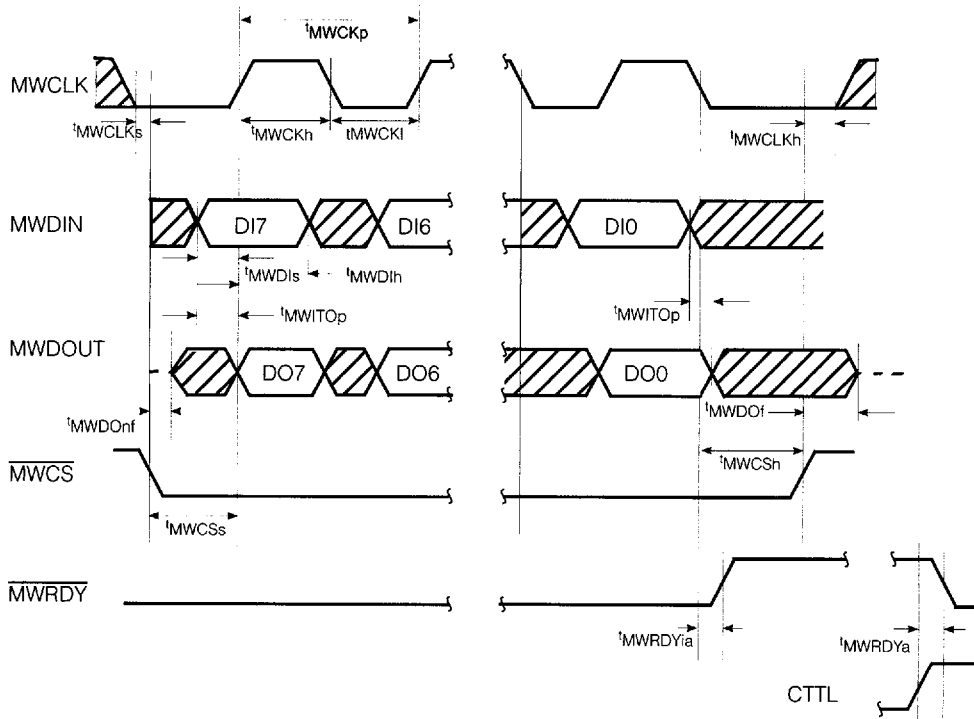 tMWCKp
MWCLK
tMWCLKs
tMWCKh
tMWCKl
tMWCLKh
MWDIN
DI7
DI6
DI0
tMWDIs
tMWDIh
tMWITOp
tMWITOp
MWDOUT
DO7
DO6
DO0
tMWDOnf
tMWDOf
MWCS
tMWCSh
tMWCSs
MWRDY
tMWRDYia
tMWRDYa
CTTL